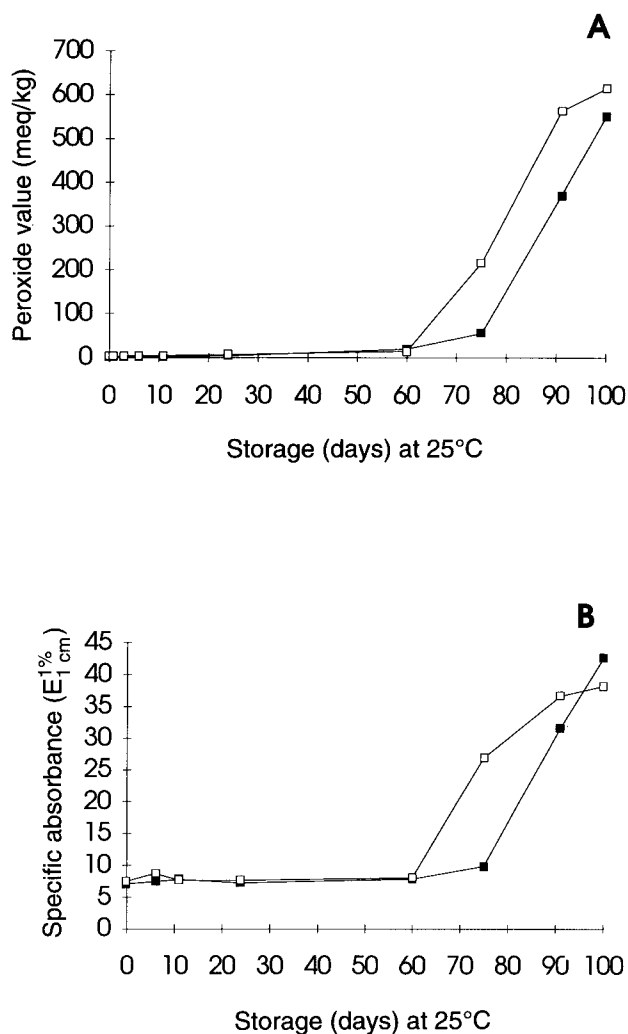 A
Peroxide value (meq/kg)
700
600
500
400
300
200
100
0
0 10 20 30 40 50 60 70 80 90 100
Storage (days) at 25°C
B
Specific absorbance (E1% 1 cm)
45
40
35
30
25
20
15
10
5
0
0 10 20 30 40 50 60 70 80 90 100
Storage (days) at 25°C